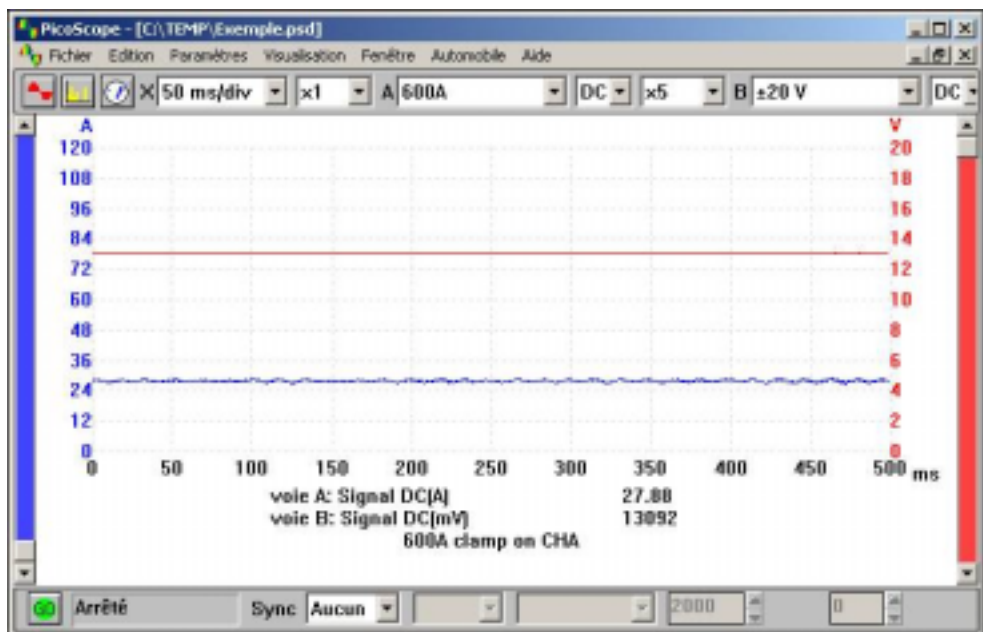 PicoScope - [C:\TEMP\Exemple.psd]
Fichier Edition Paramètres Visualisation Fenêtre Automobile Aide
X 50 ms/div x1 A 600A DC x5 B ±20 V DC
A V
120 20
108 18
96 16
84 14
72 12
60 10
48 8
36 6
24 4
12 2
0 0
0 50 100 150 200 250 300 350 400 450 500 ms
voie A: Signal DC[A] 27.88
voie B: Signal DC[mV] 13092
600A clamp on CHA
GO Arrêté Sync Aucun 2000 0